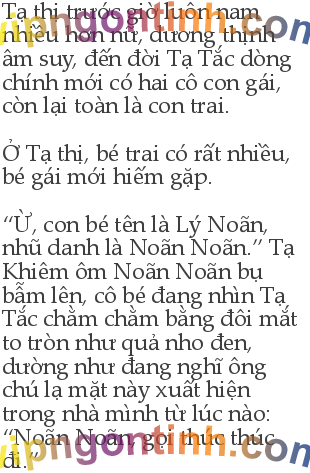 Tạ thị trước giờ luôn nam
nhiều hơn nữ, dương thịnh
âm suy, đến đời Tạ Tắc dòng
chính mới có hai cô con gái,
còn lại toàn là con trai.
Ở Tạ thị, bé trai có rất nhiều,
bé gái mới hiếm gặp.
“Ừ, con bé tên là Lý Noãn,
nhũ danh là Noãn Noãn.” Tạ
Khiêm ôm Noãn Noãn bụ
bẫm lên, cô bé đang nhìn Tạ
Tắc chằm chằm bằng đôi mắt
to tròn như quả nho đen,
dường như đang nghĩ ông
chú lạ mặt này xuất hiện
trong nhà mình từ lúc nào:
“Noãn Noãn, gọi thúc thúc
đi.”
vipngontinh.com
vipngontinh.com